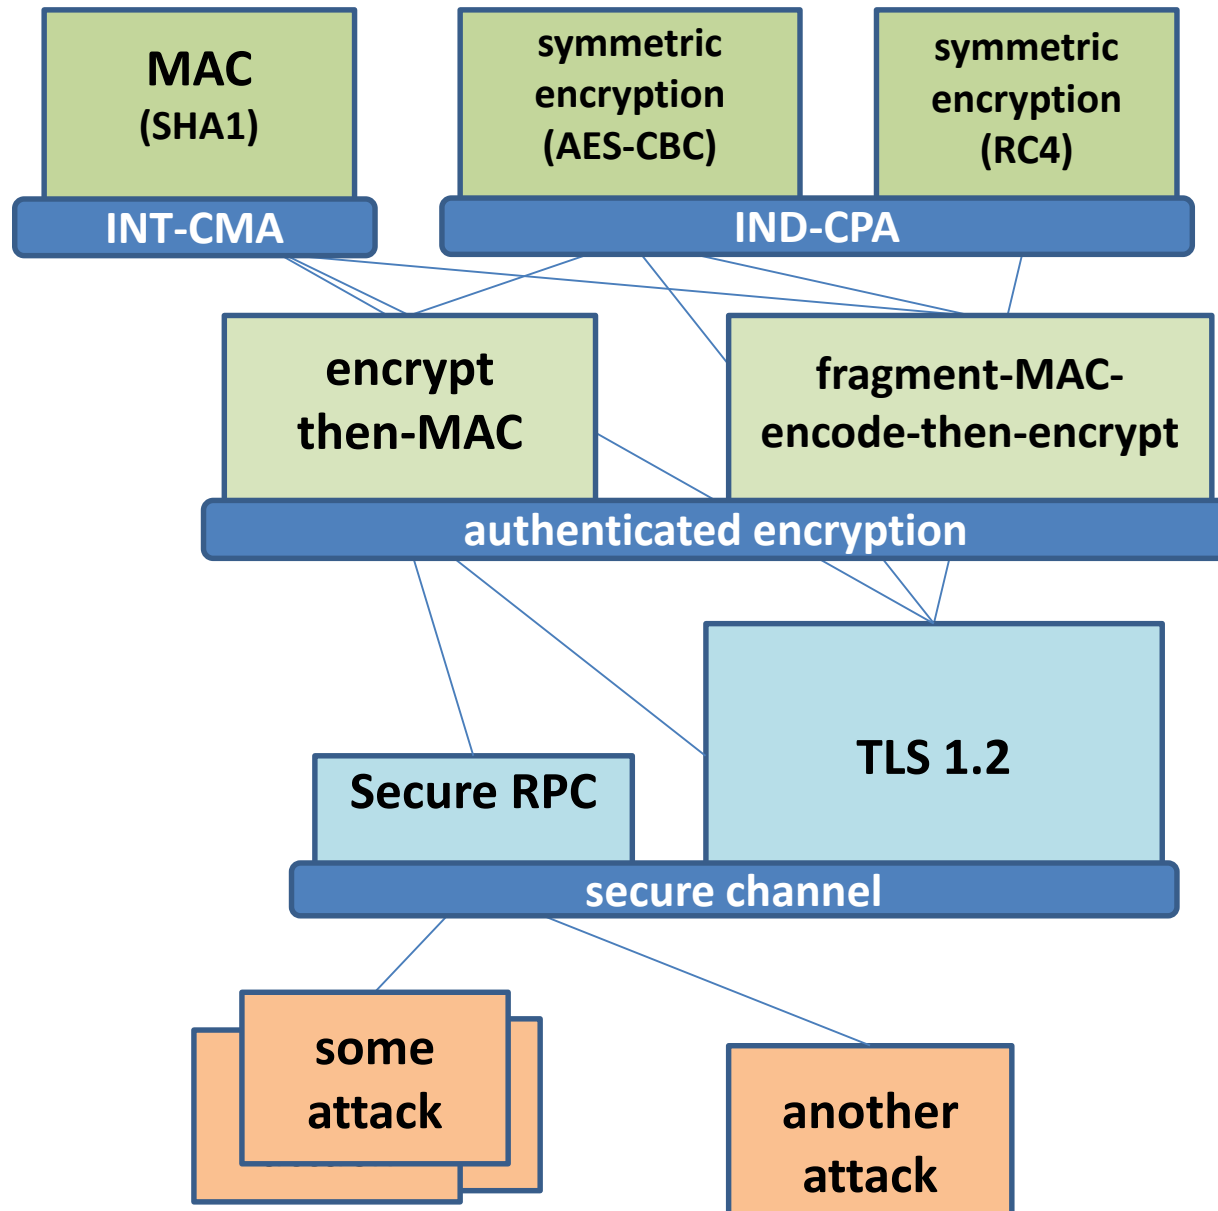 MAC
(SHA1)
symmetric
encryption
(AES-CBC)
symmetric
encryption
(RC4)
INT-CMA
IND-CPA
encrypt
then-MAC
fragment-MAC-
encode-then-encrypt
authenticated encryption
TLS 1.2
Secure RPC
secure channel
some
attack
another
attack